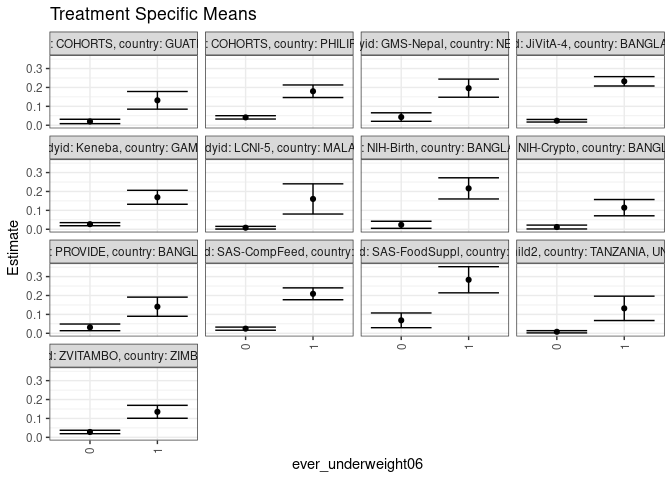 Treatment Specific Means
: COHORTS, country: GUAT
: COHORTS, country: PHILIP
yid: GMS-Nepal, country: NE
d: JiVitA-4, country: BANGLA
0.3
0.2
0.1
0.0
dyid: Keneba, country: GAM
dyid: LCNI-5, country: MALA
: NIH-Birth, country: BANGLA
NIH-Crypto, country: BANGL
0.3
0.2
0.1
0.0
: PROVIDE, country: BANGL
d: SAS-CompFeed, country:
d: SAS-FoodSuppl, country:
ild2, country: TANZANIA, UN
0.3
0.2
0.1
0.0
0 1
0 1
0 1
d: ZVITAMBO, country: ZIMB
0.3
0.2
0.1
0.0
0 1
Estimate
ever_underweight06